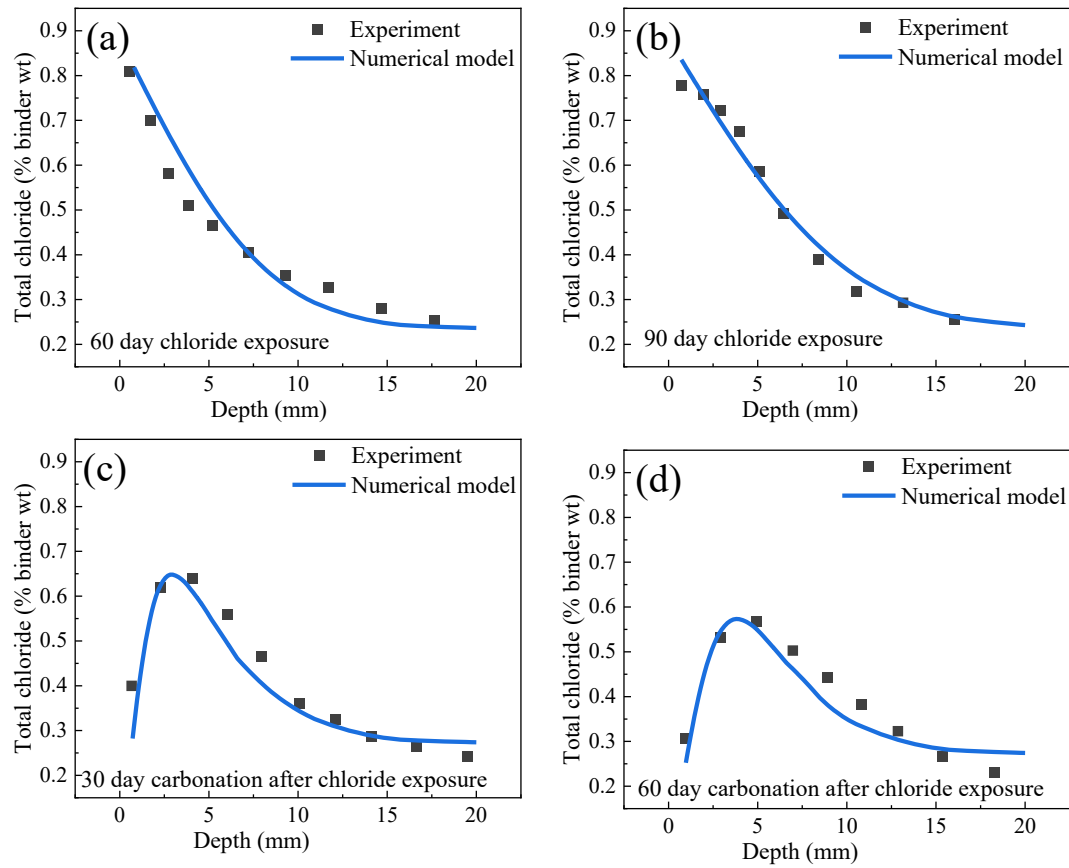 (a)
Experiment
Numerical model
0.9
0.8
0.7
0.6
0.5
0.4
0.3
0.2
Total chloride (% binder wt)
60 day chloride exposure
0 5 10 15 20
Depth (mm)
(b)
Experiment
Numerical model
0.9
0.8
0.7
0.6
0.5
0.4
0.3
0.2
Total chloride (% binder wt)
90 day chloride exposure
0 5 10 15 20
Depth (mm)
(c)
Experiment
Numerical model
0.9
0.8
0.7
0.6
0.5
0.4
0.3
0.2
Total chloride (% binder wt)
30 day carbonation after chloride exposure
0 5 10 15 20
Depth (mm)
(d)
Experiment
Numerical model
0.9
0.8
0.7
0.6
0.5
0.4
0.3
0.2
Total chloride (% binder wt)
60 day carbonation after chloride exposure
0 5 10 15 20
Depth (mm)